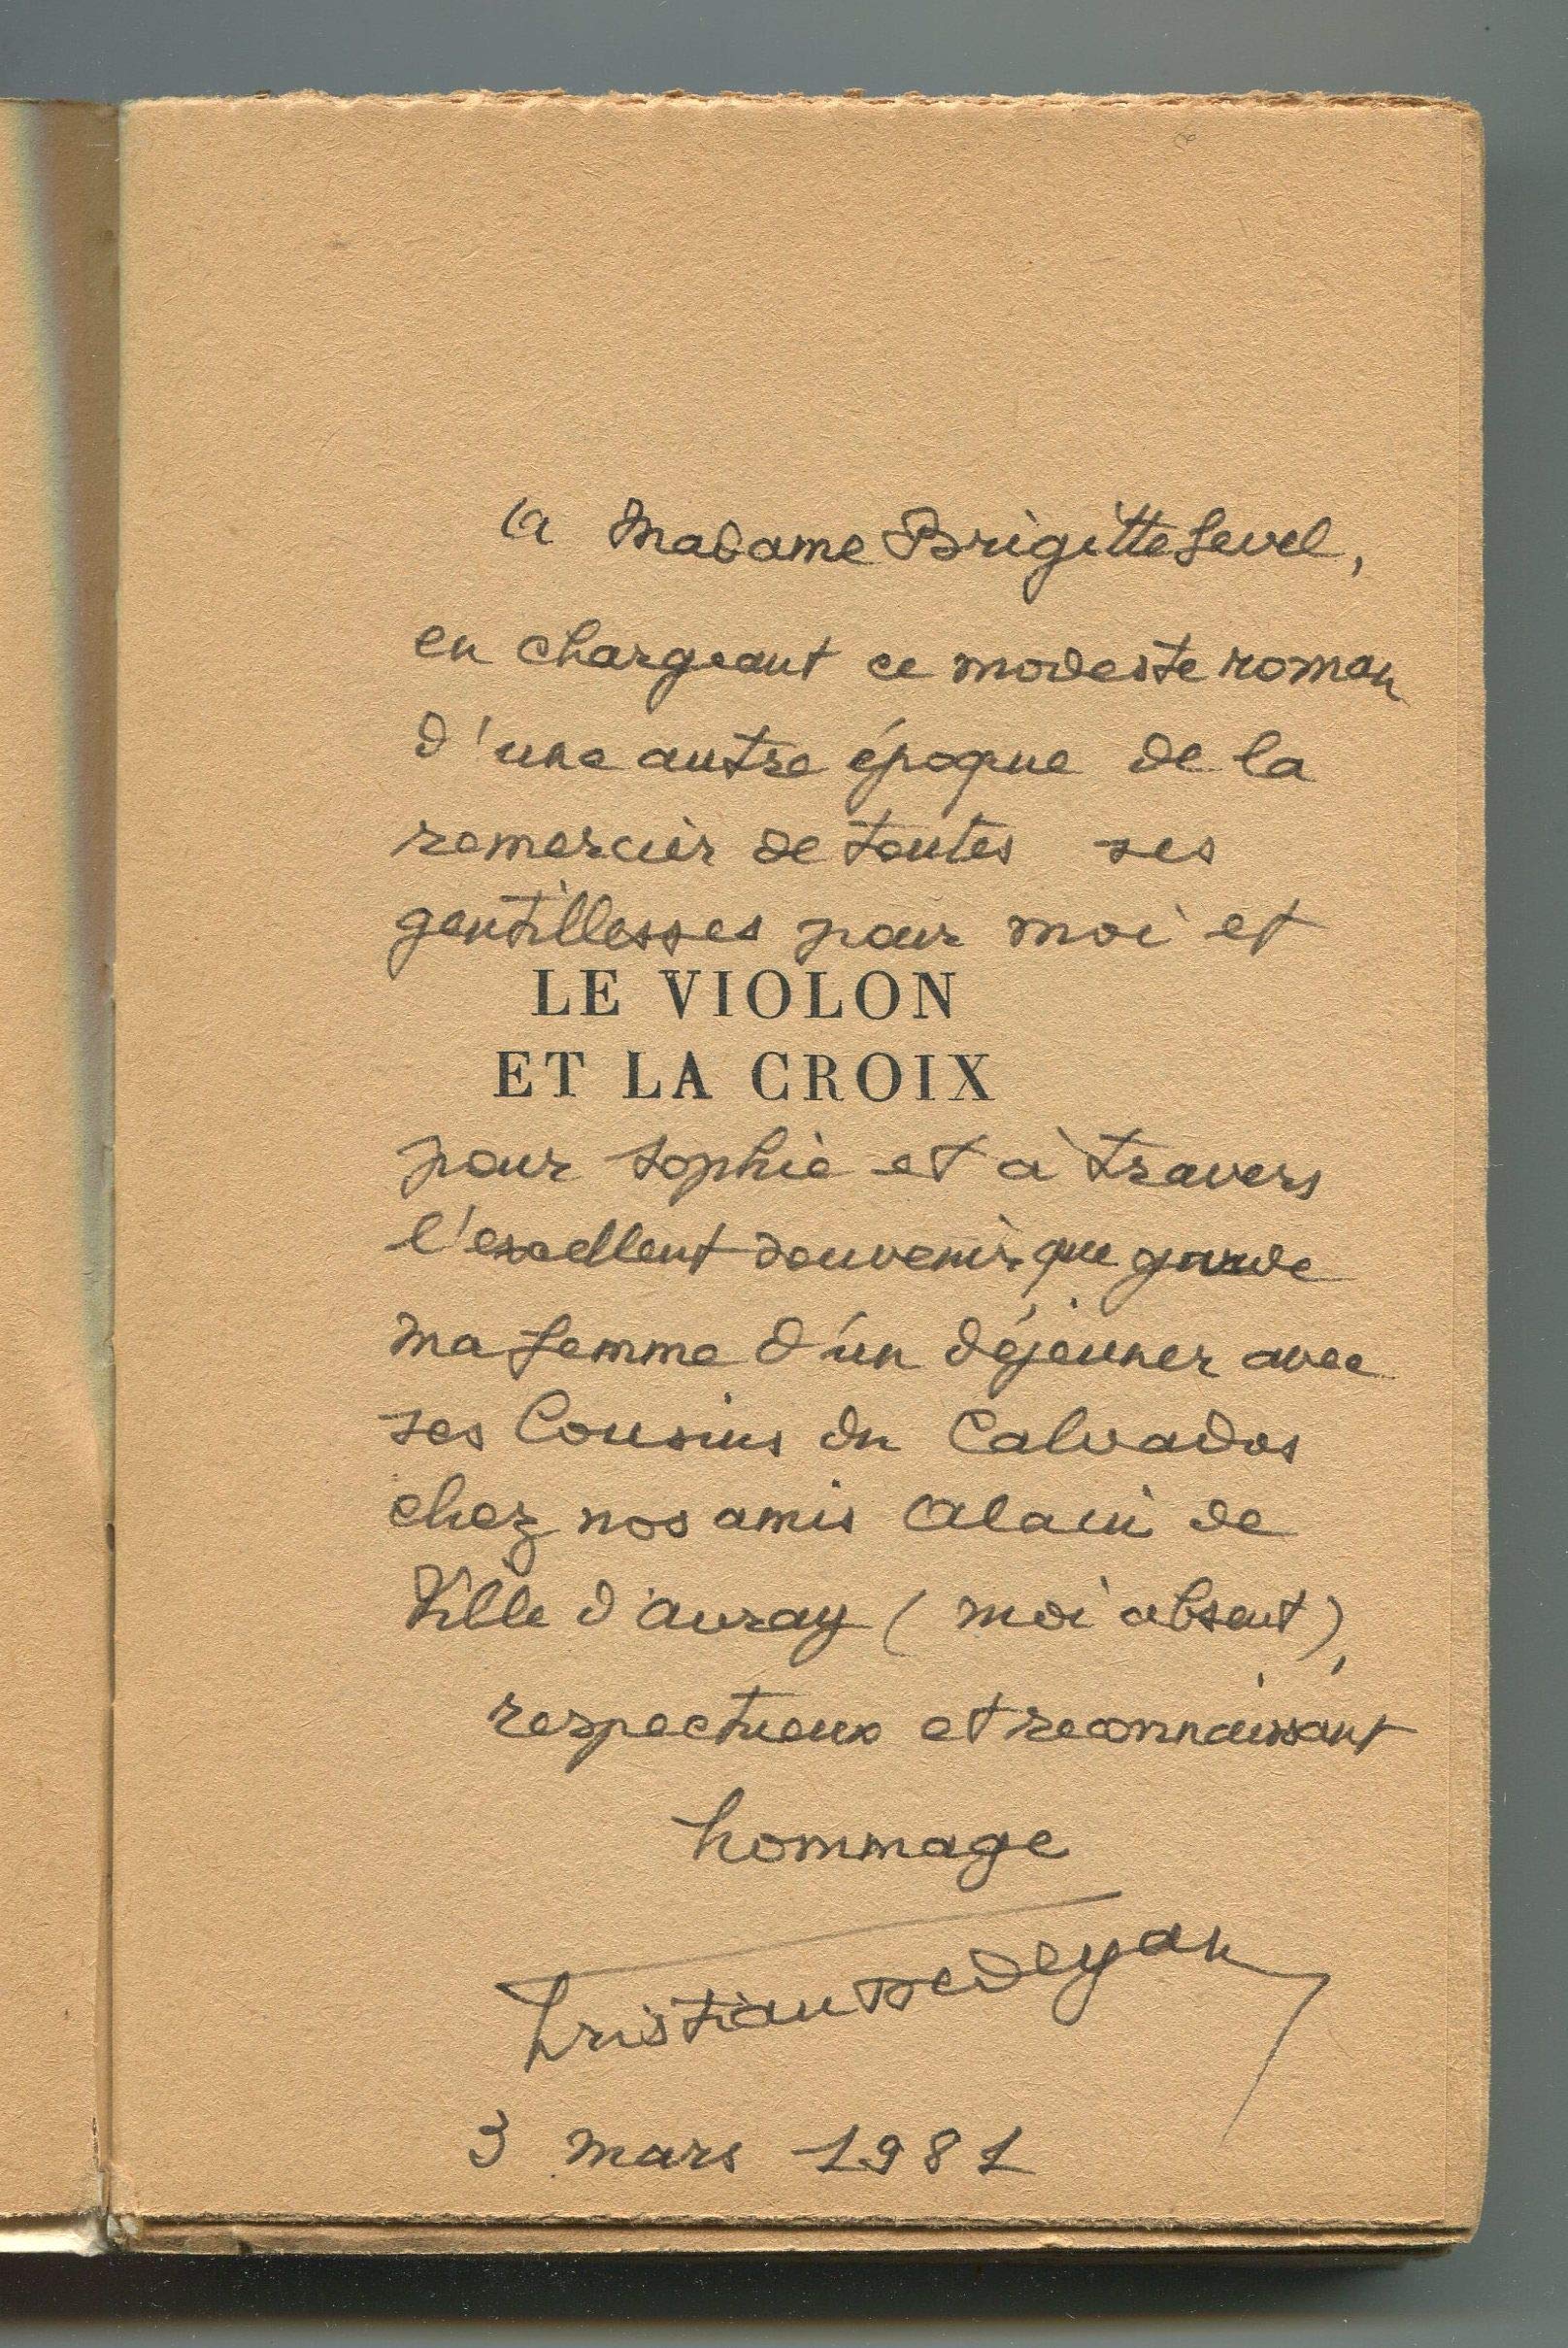 à Madame Brigitte Level,
en chargeant ce modeste roman
d'une autre époque de la
remercier de toutes ses
gentillesses pour moi et
LE VIOLON
ET LA CROIX
pour Sophie et à travers
l'excellent souvenir que garde
ma femme d'un déjeuner avec
ses Cousins du Calvados
chez nos amis Alain de
Ville d'avray (moi absent),
respectueux et reconnaissant
hommage
Tristian Dedeyan
3 mars 1981